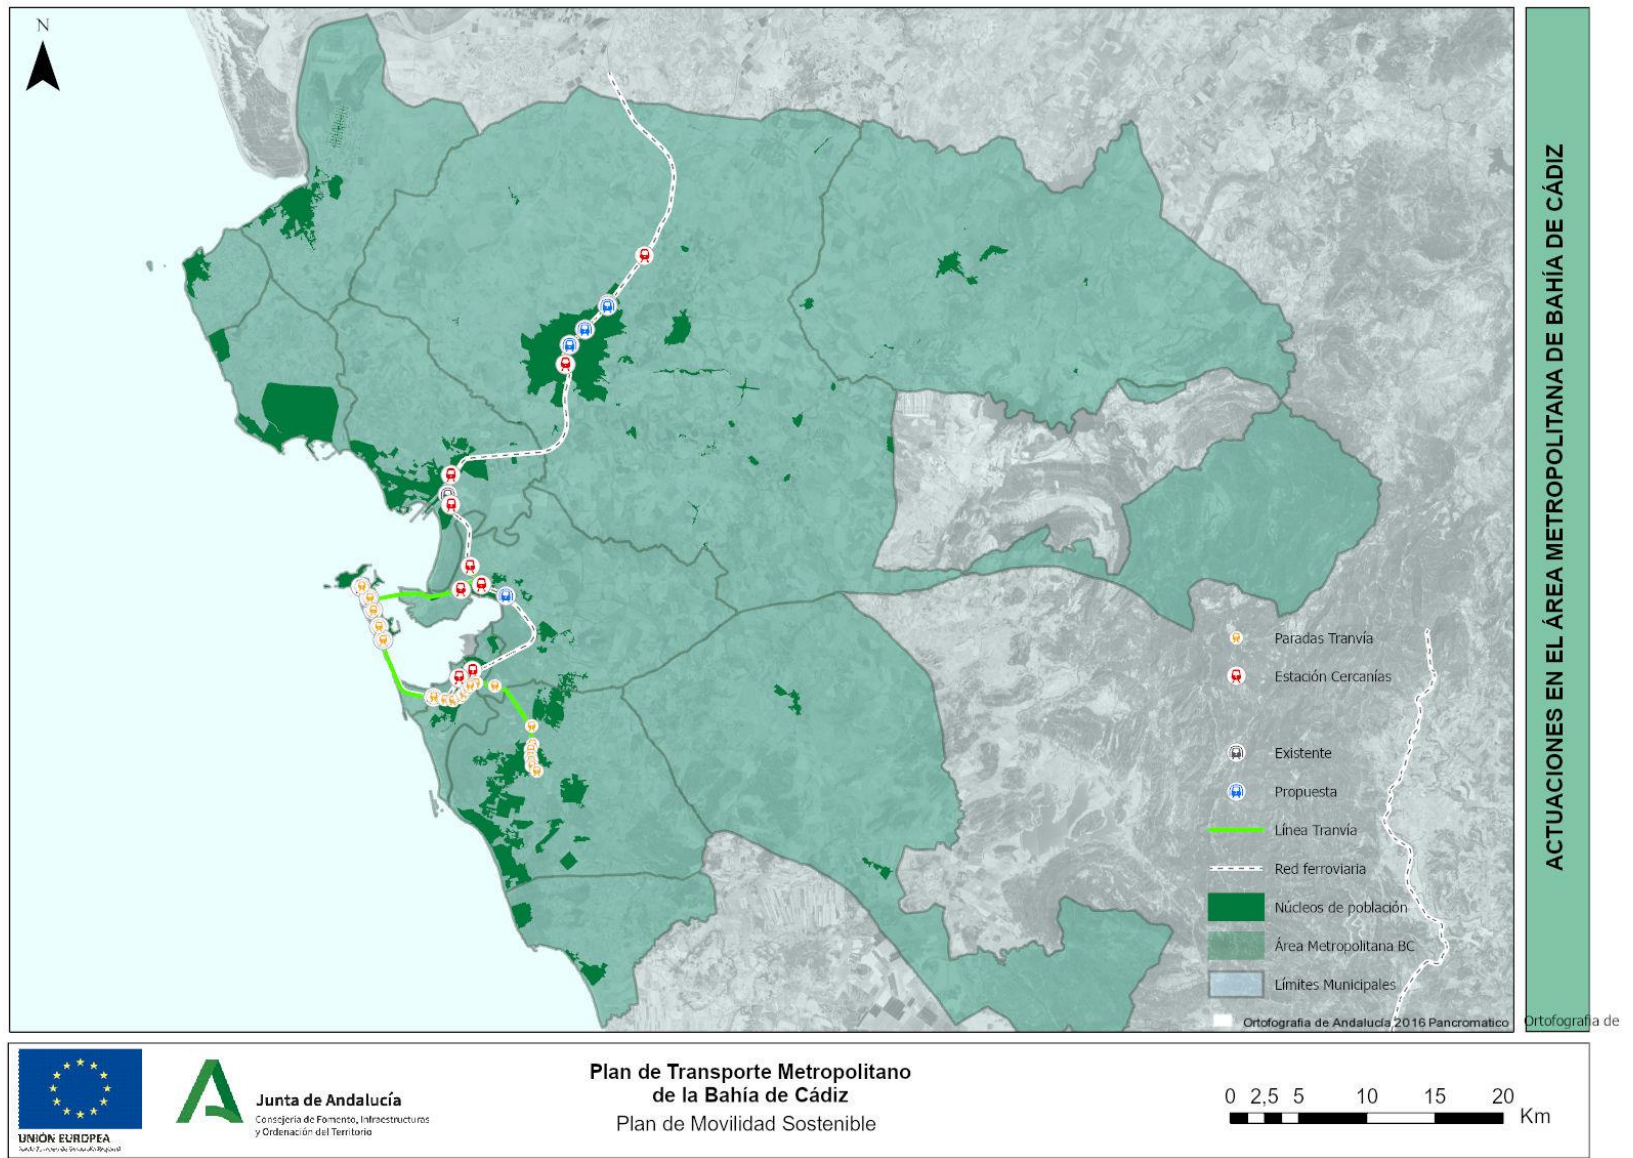 N
ACTUACIONES EN EL ÁREA METROPOLITANA DE BAHÍA DE CÁDIZ
Paradas Tranvía
Estación Cercanías
Existente
Propuesta
Línea Tranvía
Red ferroviaria
Núcleos de población
Área Metropolitana BC
Límites Municipales
Ortofografia de Andalucía 2016 Pancromatico
Ortofografia de
UNIÓN EUROPEA
Junta de Andalucía
Consejería de Fomento, Infraestructuras
y Ordenación del Territorio
Plan de Transporte Metropolitano
de la Bahía de Cádiz
Plan de Movilidad Sostenible
0 2,5 5 10 15 20
Km